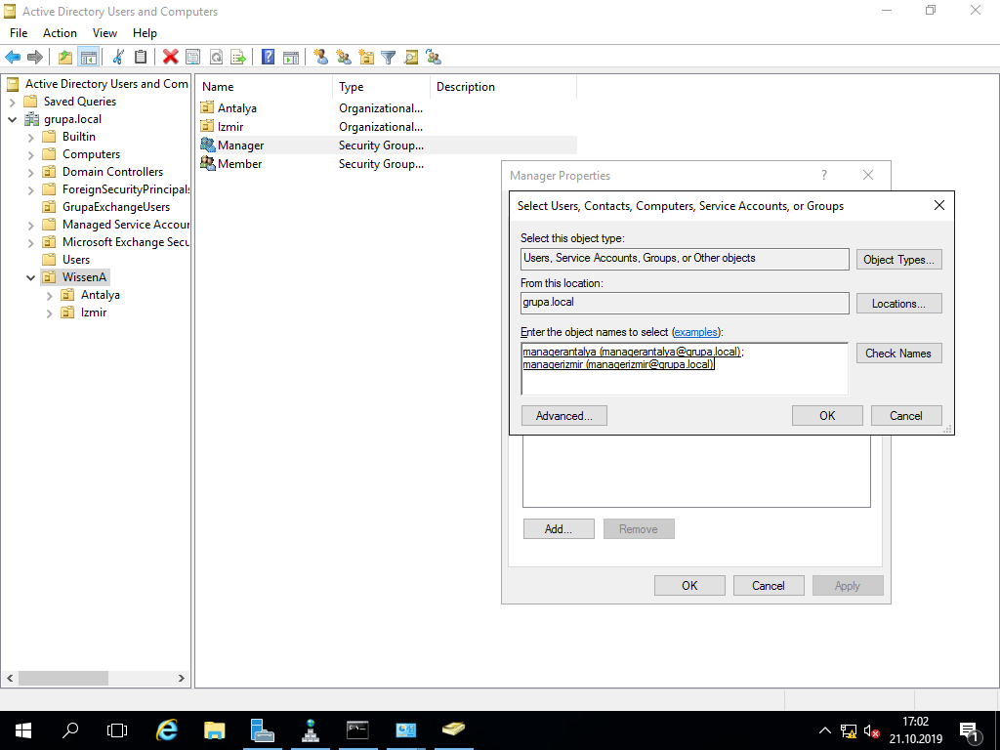 Active Directory Users and Computers
File Action View Help
Active Directory Users and Com
Saved Queries
grupa.local
Builtin
Computers
Domain Controllers
ForeignSecurityPrincipals
GrupaExchangeUsers
Managed Service Accour
Microsoft Exchange Secu
Users
WissenA
Antalya
Izmir
Name Type Description
Antalya Organizational...
Izmir Organizational...
Manager Security Group...
Member Security Group...
Manager Properties
Select Users, Contacts, Computers, Service Accounts, or Groups
Select this object type:
Users, Service Accounts, Groups, or Other objects
Object Types...
From this location:
grupa.local
Locations...
Enter the object names to select (examples):
managerantalya (managerantalya@grupa.local);
managerizmir (managerizmir@grupa.local)
Check Names
Advanced... OK Cancel
Add... Remove
OK Cancel Apply
17:02
21.10.2019
1